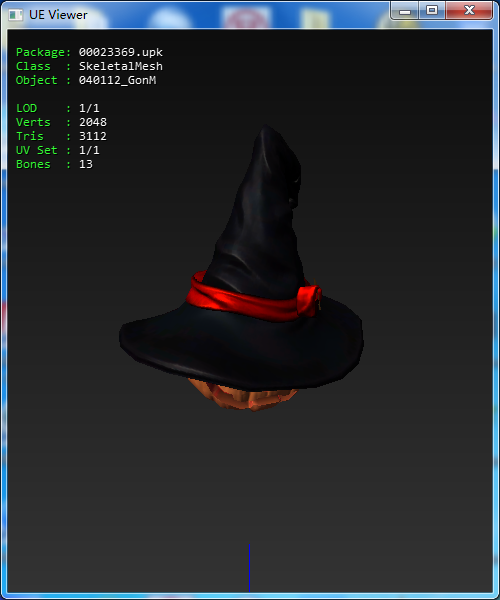 UE Viewer
Package: 00023369.upk
Class : SkeletalMesh
Object : 040112_GonM
LOD : 1/1
Verts : 2048
Tris : 3112
UV Set : 1/1
Bones : 13